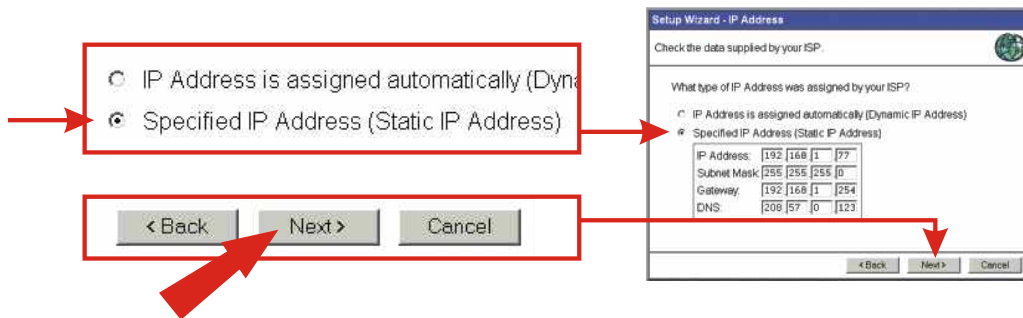 IP Address is assigned automatically (Dyna
Specified IP Address (Static IP Address)
< Back Next > Cancel
Setup Wizard - IP Address
Check the data supplied by your ISP.
What type of IP Address was assigned by your ISP?
IP Address is assigned automatically (Dynamic IP Address)
Specified IP Address (Static IP Address)
IP Address: 192 168 1 77
Subnet Mask: 255 255 255 0
Gateway: 192 168 1 254
DNS: 208 57 0 123
< Back Next > Cancel